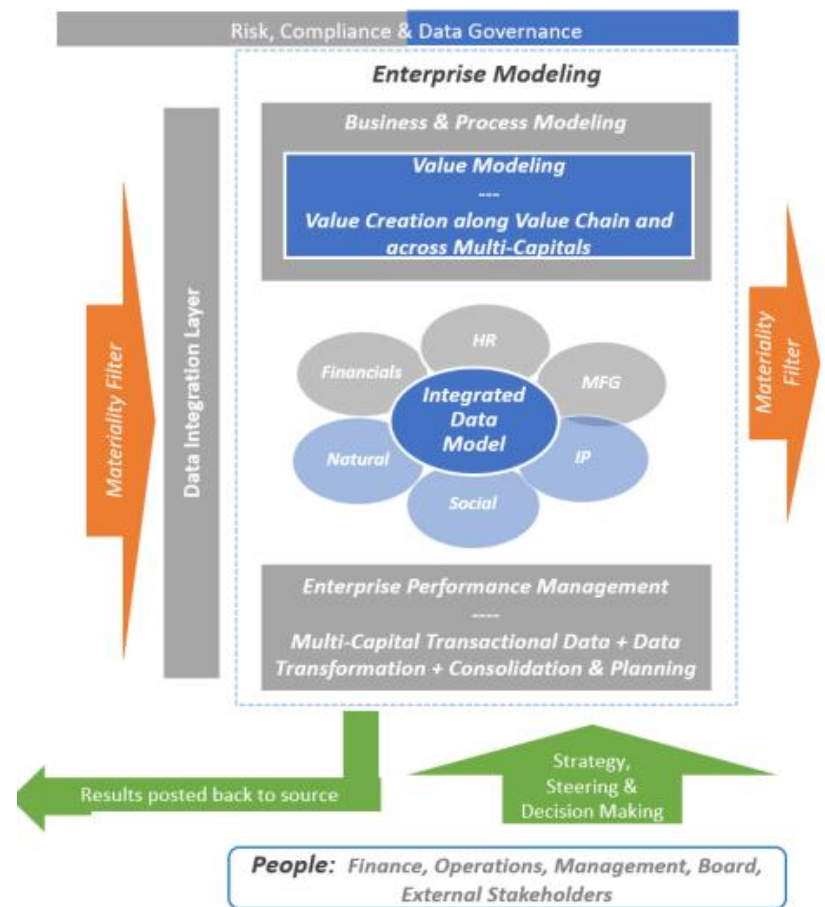 Risk, Compliance & Data Governance
Enterprise Modeling
Business & Process Modeling
Value Modeling
---
Value Creation along Value Chain and
across Multi-Capitals
Materiality Filter
Data Integration Layer
HR
Financials
MFG
Integrated
Data
Model
Natural
IP
Social
Materiality
Filter
Enterprise Performance Management
----
Multi-Capital Transactional Data + Data
Transformation + Consolidation & Planning
Results posted back to source
Strategy,
Steering &
Decision Making
People: Finance, Operations, Management, Board,
External Stakeholders